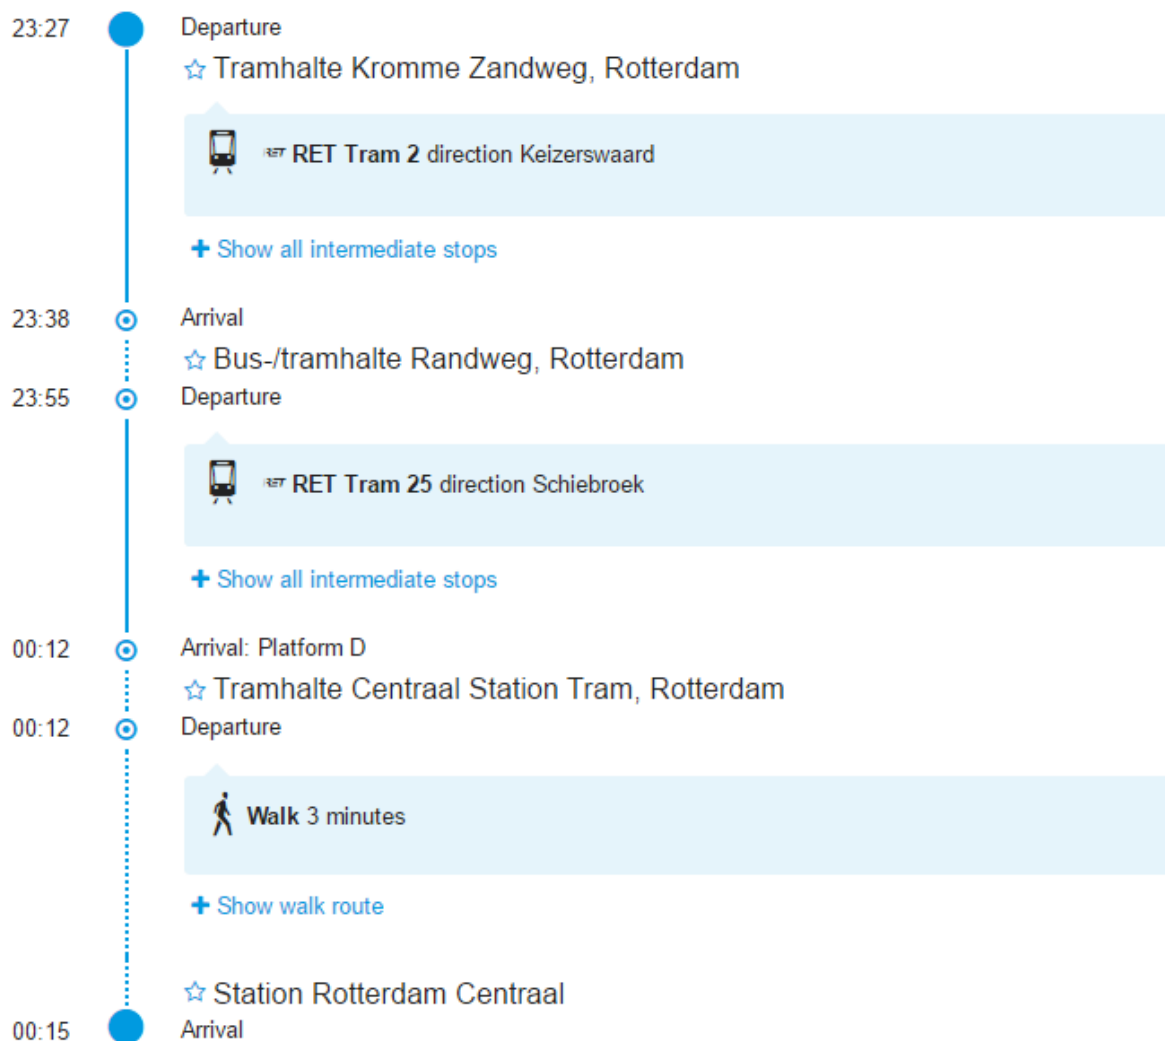 23:27 Departure
Tramhalte Kromme Zandweg, Rotterdam
RET RET Tram 2 direction Keizerswaard
Show all intermediate stops
23:38 Arrival
Bus-/tramhalte Randweg, Rotterdam
23:55 Departure
RET RET Tram 25 direction Schiebroek
Show all intermediate stops
00:12 Arrival: Platform D
Tramhalte Centraal Station Tram, Rotterdam
00:12 Departure
Walk 3 minutes
Show walk route
Station Rotterdam Centraal
00:15 Arrival